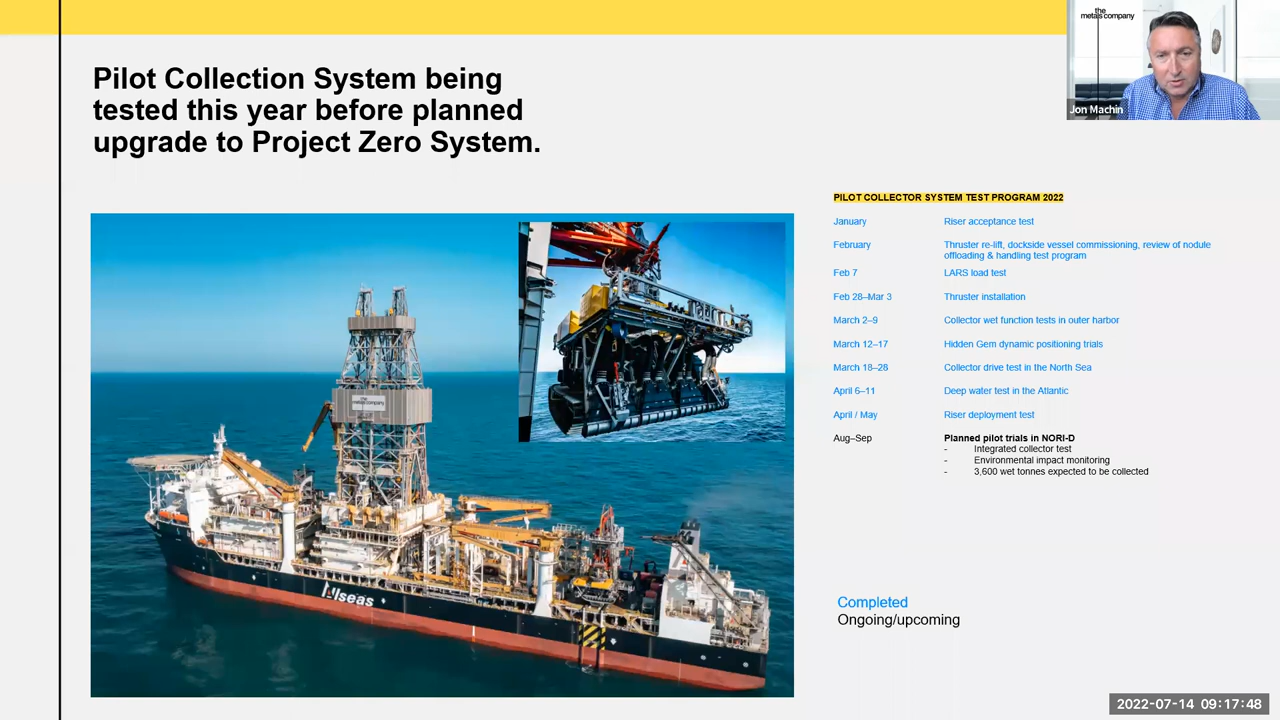 the
metals company
Jon Machin
Pilot Collection System being
tested this year before planned
upgrade to Project Zero System.
PILOT COLLECTOR SYSTEM TEST PROGRAM 2022
January Riser acceptance test
February Thruster re-lift, dockside vessel commissioning, review of nodule
offloading & handling test program
Feb 7 LARS load test
Feb 28–Mar 3 Thruster installation
March 2–9 Collector wet function tests in outer harbor
March 12–17 Hidden Gem dynamic positioning trials
March 18–28 Collector drive test in the North Sea
April 6–11 Deep water test in the Atlantic
April / May Riser deployment test
Aug–Sep Planned pilot trials in NORI-D
- Integrated collector test
- Environmental impact monitoring
- 3,600 wet tonnes expected to be collected
the
metals company
Allseas
Completed
Ongoing/upcoming
2022-07-14 09:17:48